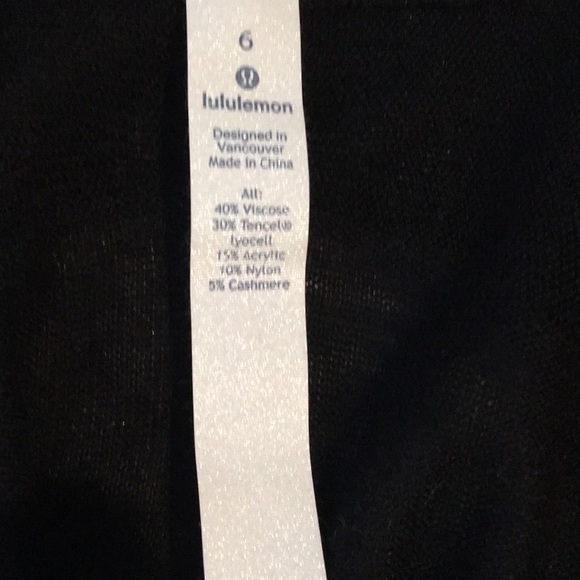 6
lululemon
Designed in
Vancouver
Made in China
All:
40% Viscose
30% Tencel®
lyocell
15% Acrylic
10% Nylon
5% Cashmere